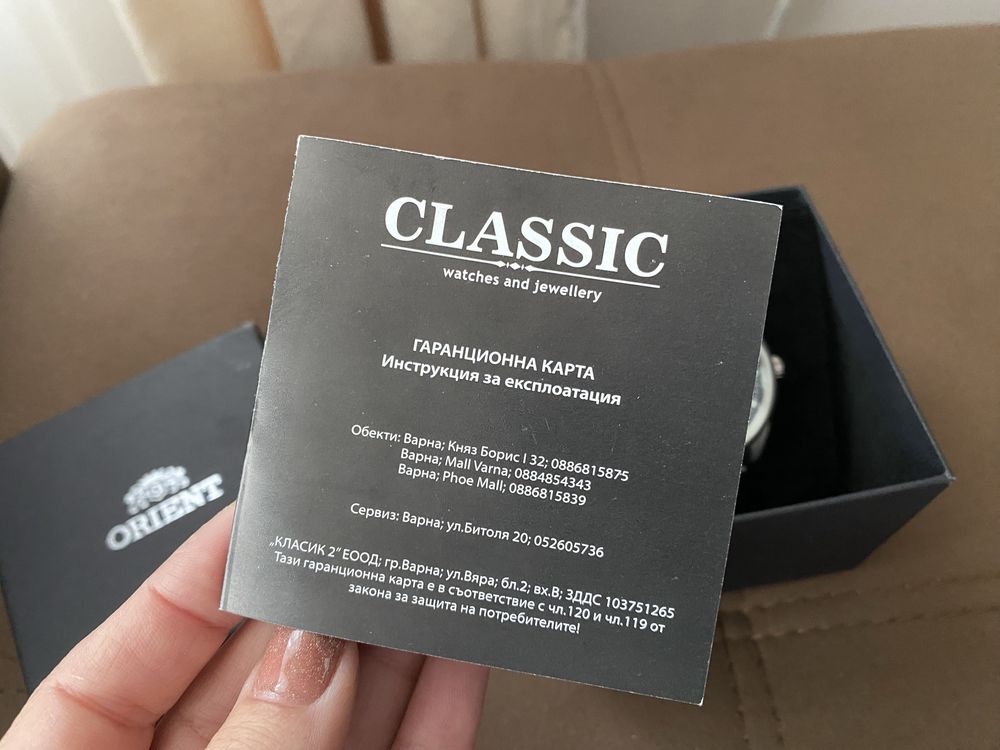 CLASSIC
watches and jewellery
ГАРАНЦИОННА КАРТА
Инструкция за експлоатация
Обекти: Варна; Княз Борис I 32; 0886815875
Варна; Mall Varna; 0884854343
Варна; Phoe Mall; 0886815839
Сервиз: Варна; ул.Битоля 20; 052605736
„КЛАСИК 2” ЕООД; гр.Варна; ул.Вяра; бл.2; вх.В; ЗДДС 103751265
Тази гаранционна карта е в съответствие с чл.120 и чл.119 от
закона за защита на потребителите!
ORIENT